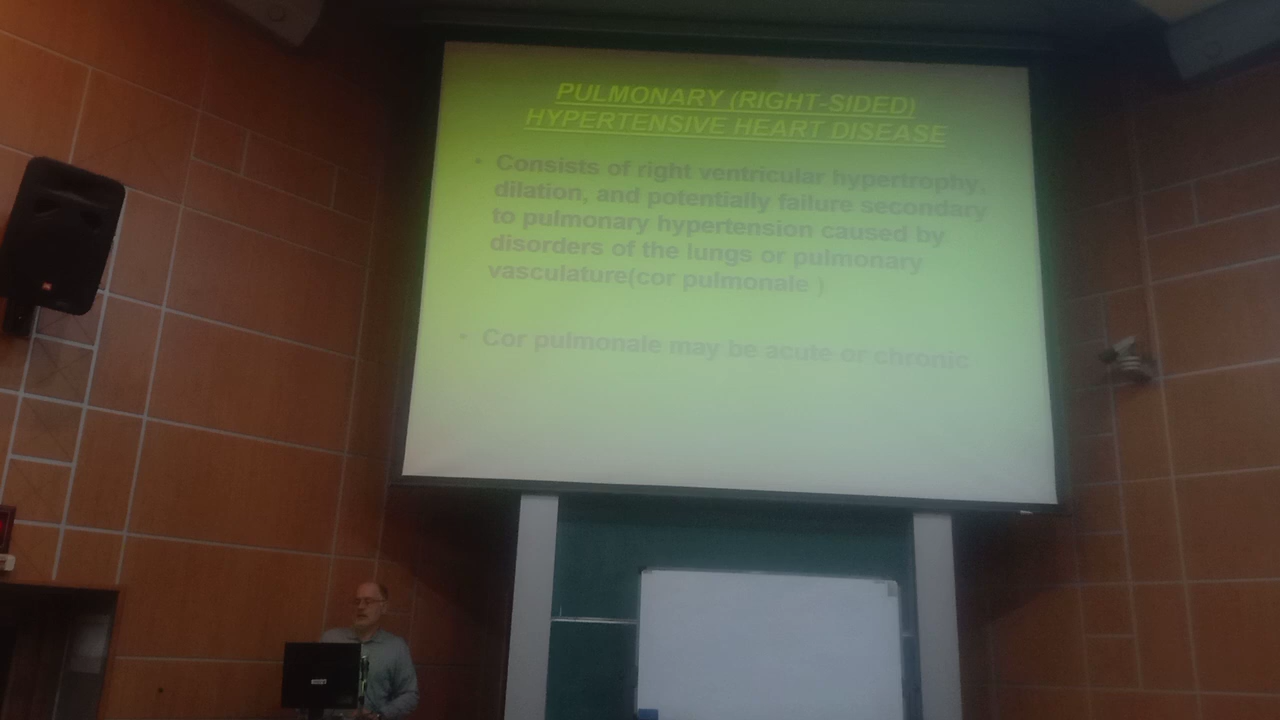 PULMONARY (RIGHT-SIDED)
HYPERTENSIVE HEART DISEASE
• Consists of right ventricular hypertrophy,
dilation, and potentially failure secondary
to pulmonary hypertension caused by
disorders of the lungs or pulmonary
vasculature(cor pulmonale )
• Cor pulmonale may be acute or chronic